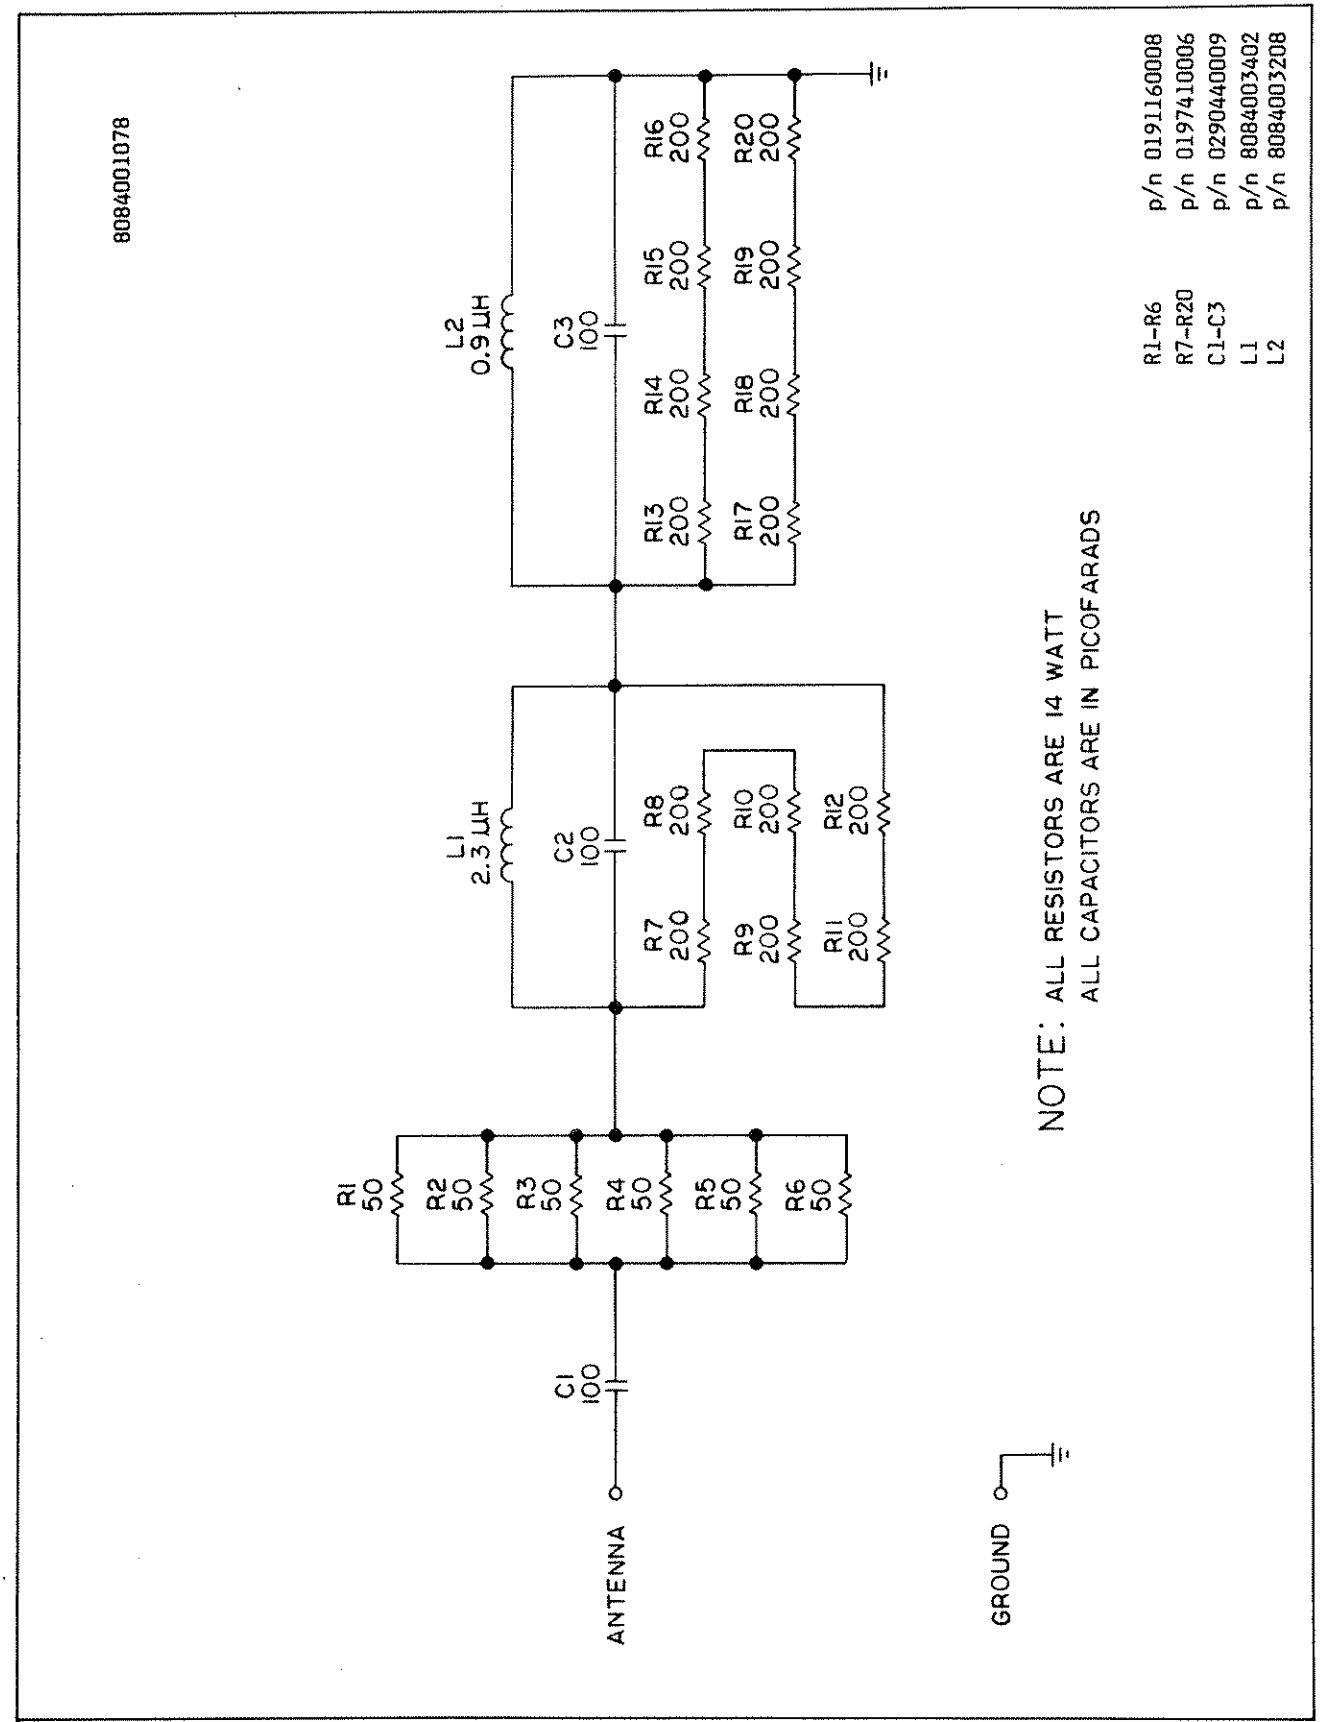 8084001078
L2
0.9 UH
C3
100
R13
200
R14
200
R15
200
R16
200
R17
200
R18
200
R19
200
R20
200
L1
2.3 UH
C2
100
R7
200
R8
200
R9
200
R10
200
R11
200
R12
200
R1
50
R2
50
R3
50
R4
50
R5
50
R6
50
C1
100
ANTENNA
GROUND
NOTE: ALL RESISTORS ARE 14 WATT
ALL CAPACITORS ARE IN PICOFARADS
R1-R6 p/n 0191160008
R7-R20 p/n 0197410006
C1-C3 p/n 0290440009
L1 p/n 8084003402
L2 p/n 8084003208